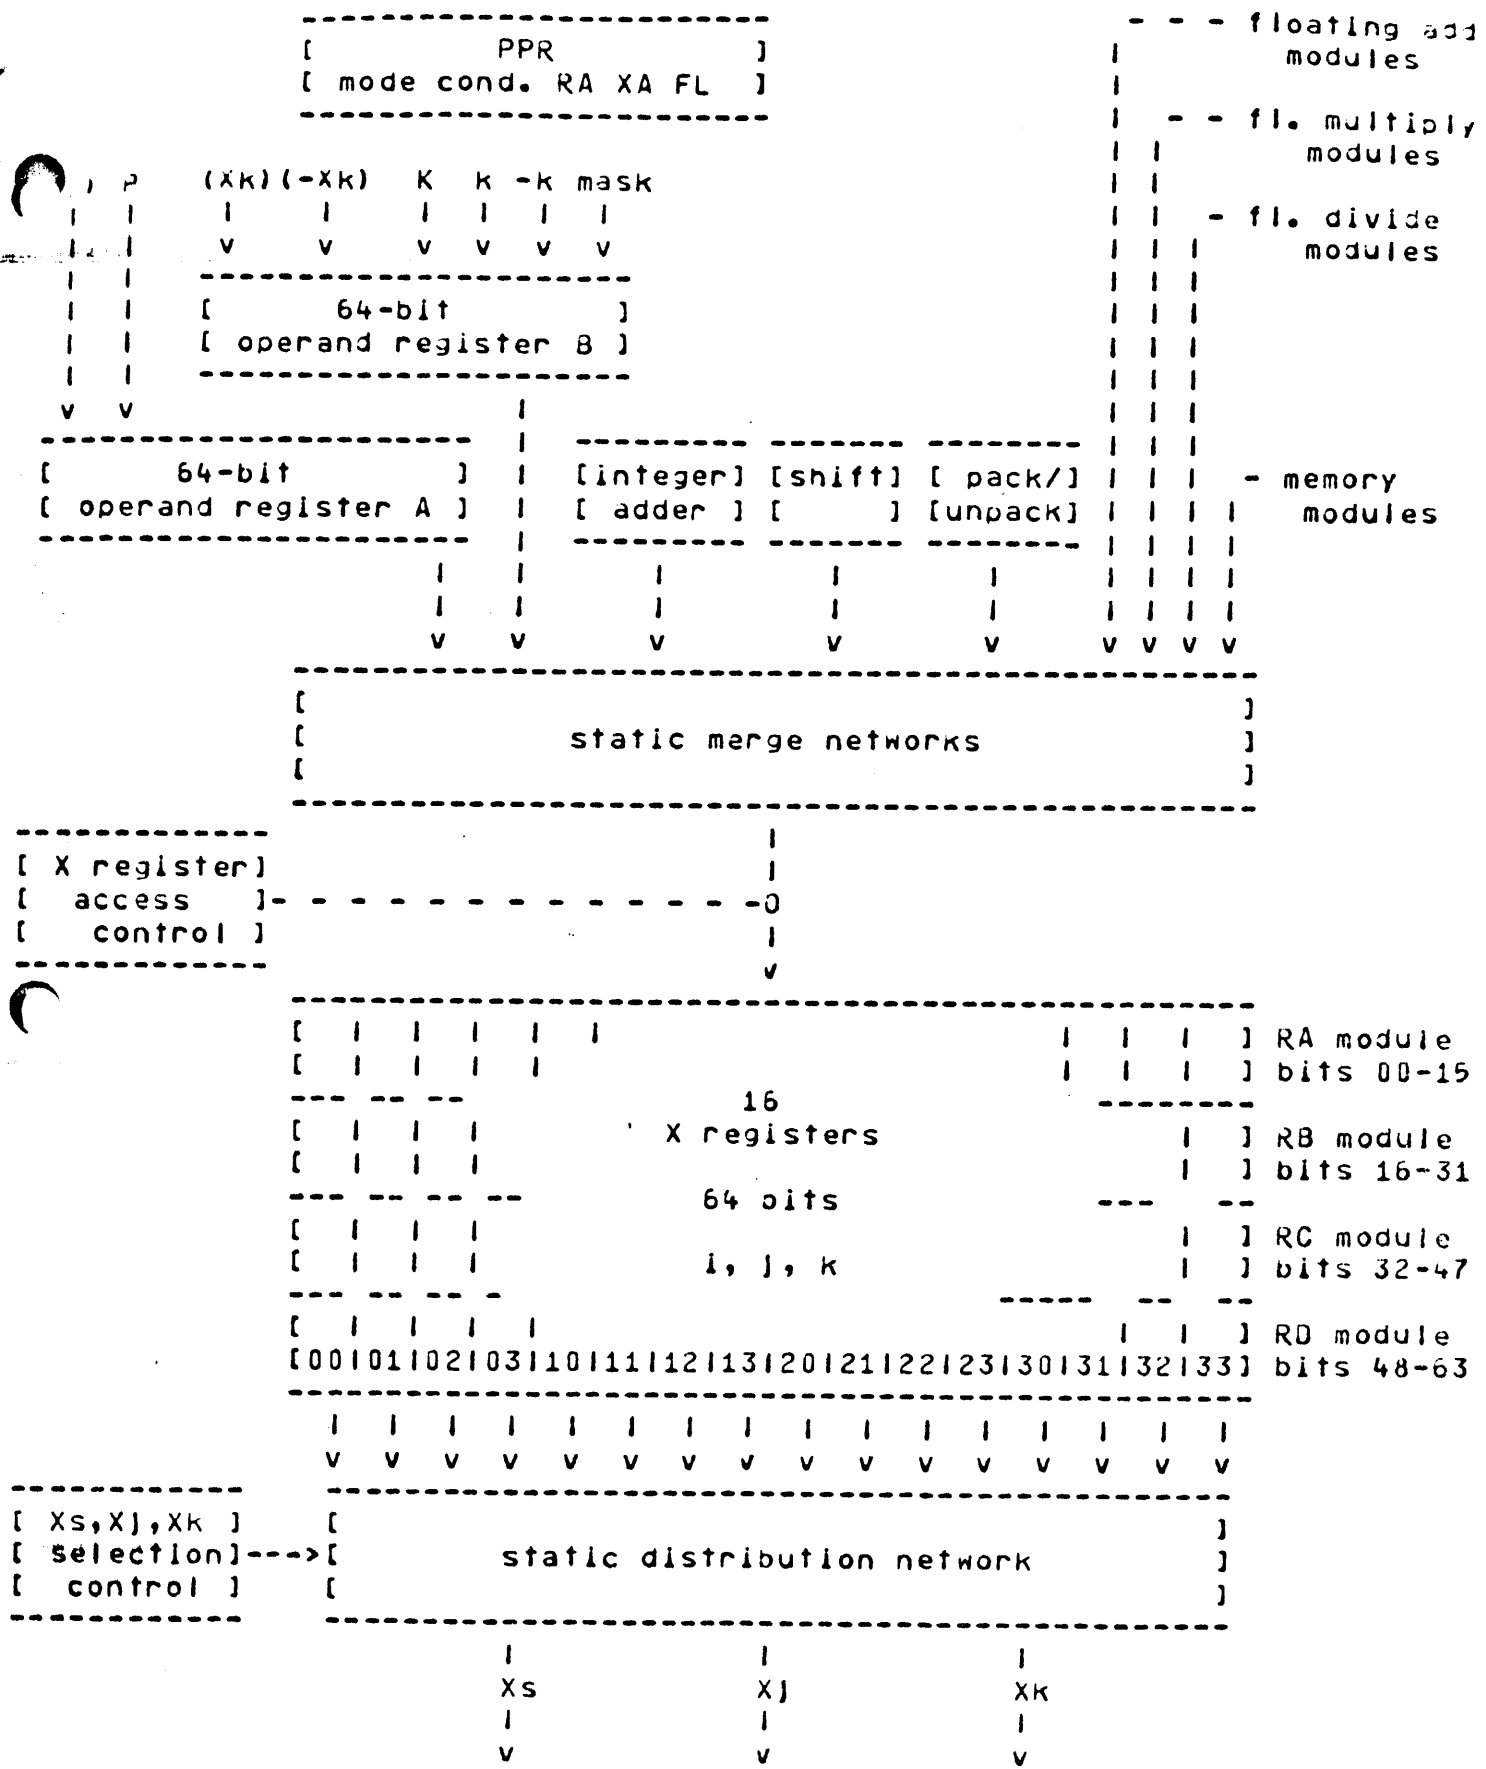 - - - floating add
modules
[ PPR ]
[ mode cond. RA XA FL ]
- - fl. multiply
modules
, P (Xk)(-Xk) K k -k mask
- fl. divide
modules
[ 64-bit ]
[ operand register B ]
[ 64-bit ] [integer] [shift] [ pack/] - memory
[ operand register A ] [ adder ] [ ] [unpack] modules
static merge networks
[ X register]
[ access ]- - - - - - - - - - - - -O
[ control ]
RA module
bits 00-15
16
X registers
RB module
bits 16-31
64 bits
RC module
i, j, k
bits 32-47
RD module
[00|01|02|03|10|11|12|13|20|21|22|23|30|31|32|33] bits 48-63
[ Xs,Xj,Xk ]
[ selection]--->[ static distribution network ]
[ control ]
Xs Xj Xk